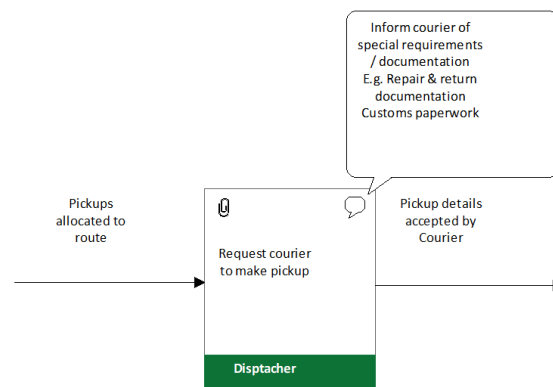 Inform courier of
special requirements
/ documentation
E.g. Repair & return
documentation
Customs paperwork
Pickups
allocated to
route
Pickup details
accepted by
Courier
Request courier
to make pickup
Disptacher